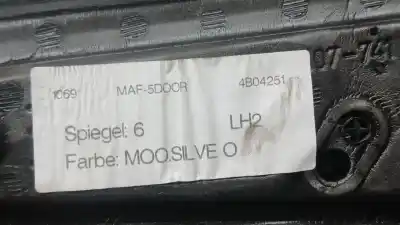 1069 MAF-5DOOR 4B04251
Spiegel: 6 LH2
Farbe: MOO.SILVE O